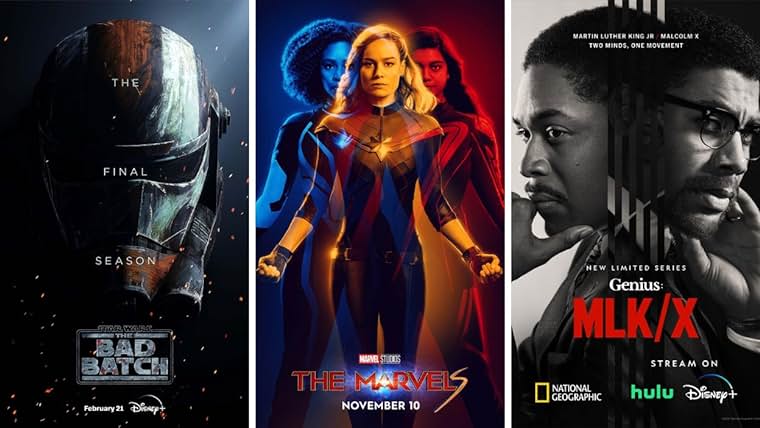 THE
FINAL
SEASON
STAR WARS
THE
BAD
BATCH
February 21 Disney+
MARVEL STUDIOS
THE MARVELS
NOVEMBER 10
MARTIN LUTHER KING JR / MALCOLM X
TWO MINDS, ONE MOVEMENT
NEW LIMITED SERIES
Genius:
MLK/X
STREAM ON
NATIONAL
GEOGRAPHIC
hulu
Disney+